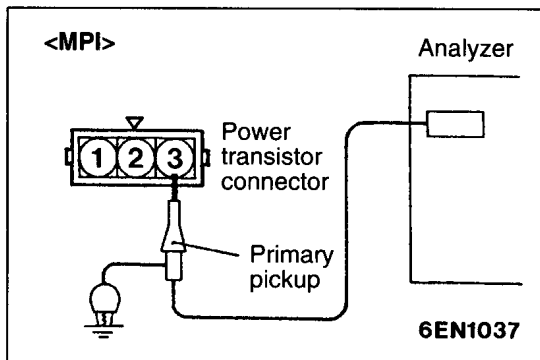 <MPI>
Analyzer
1 2 3
Power
transistor
connector
Primary
pickup
6EN1037